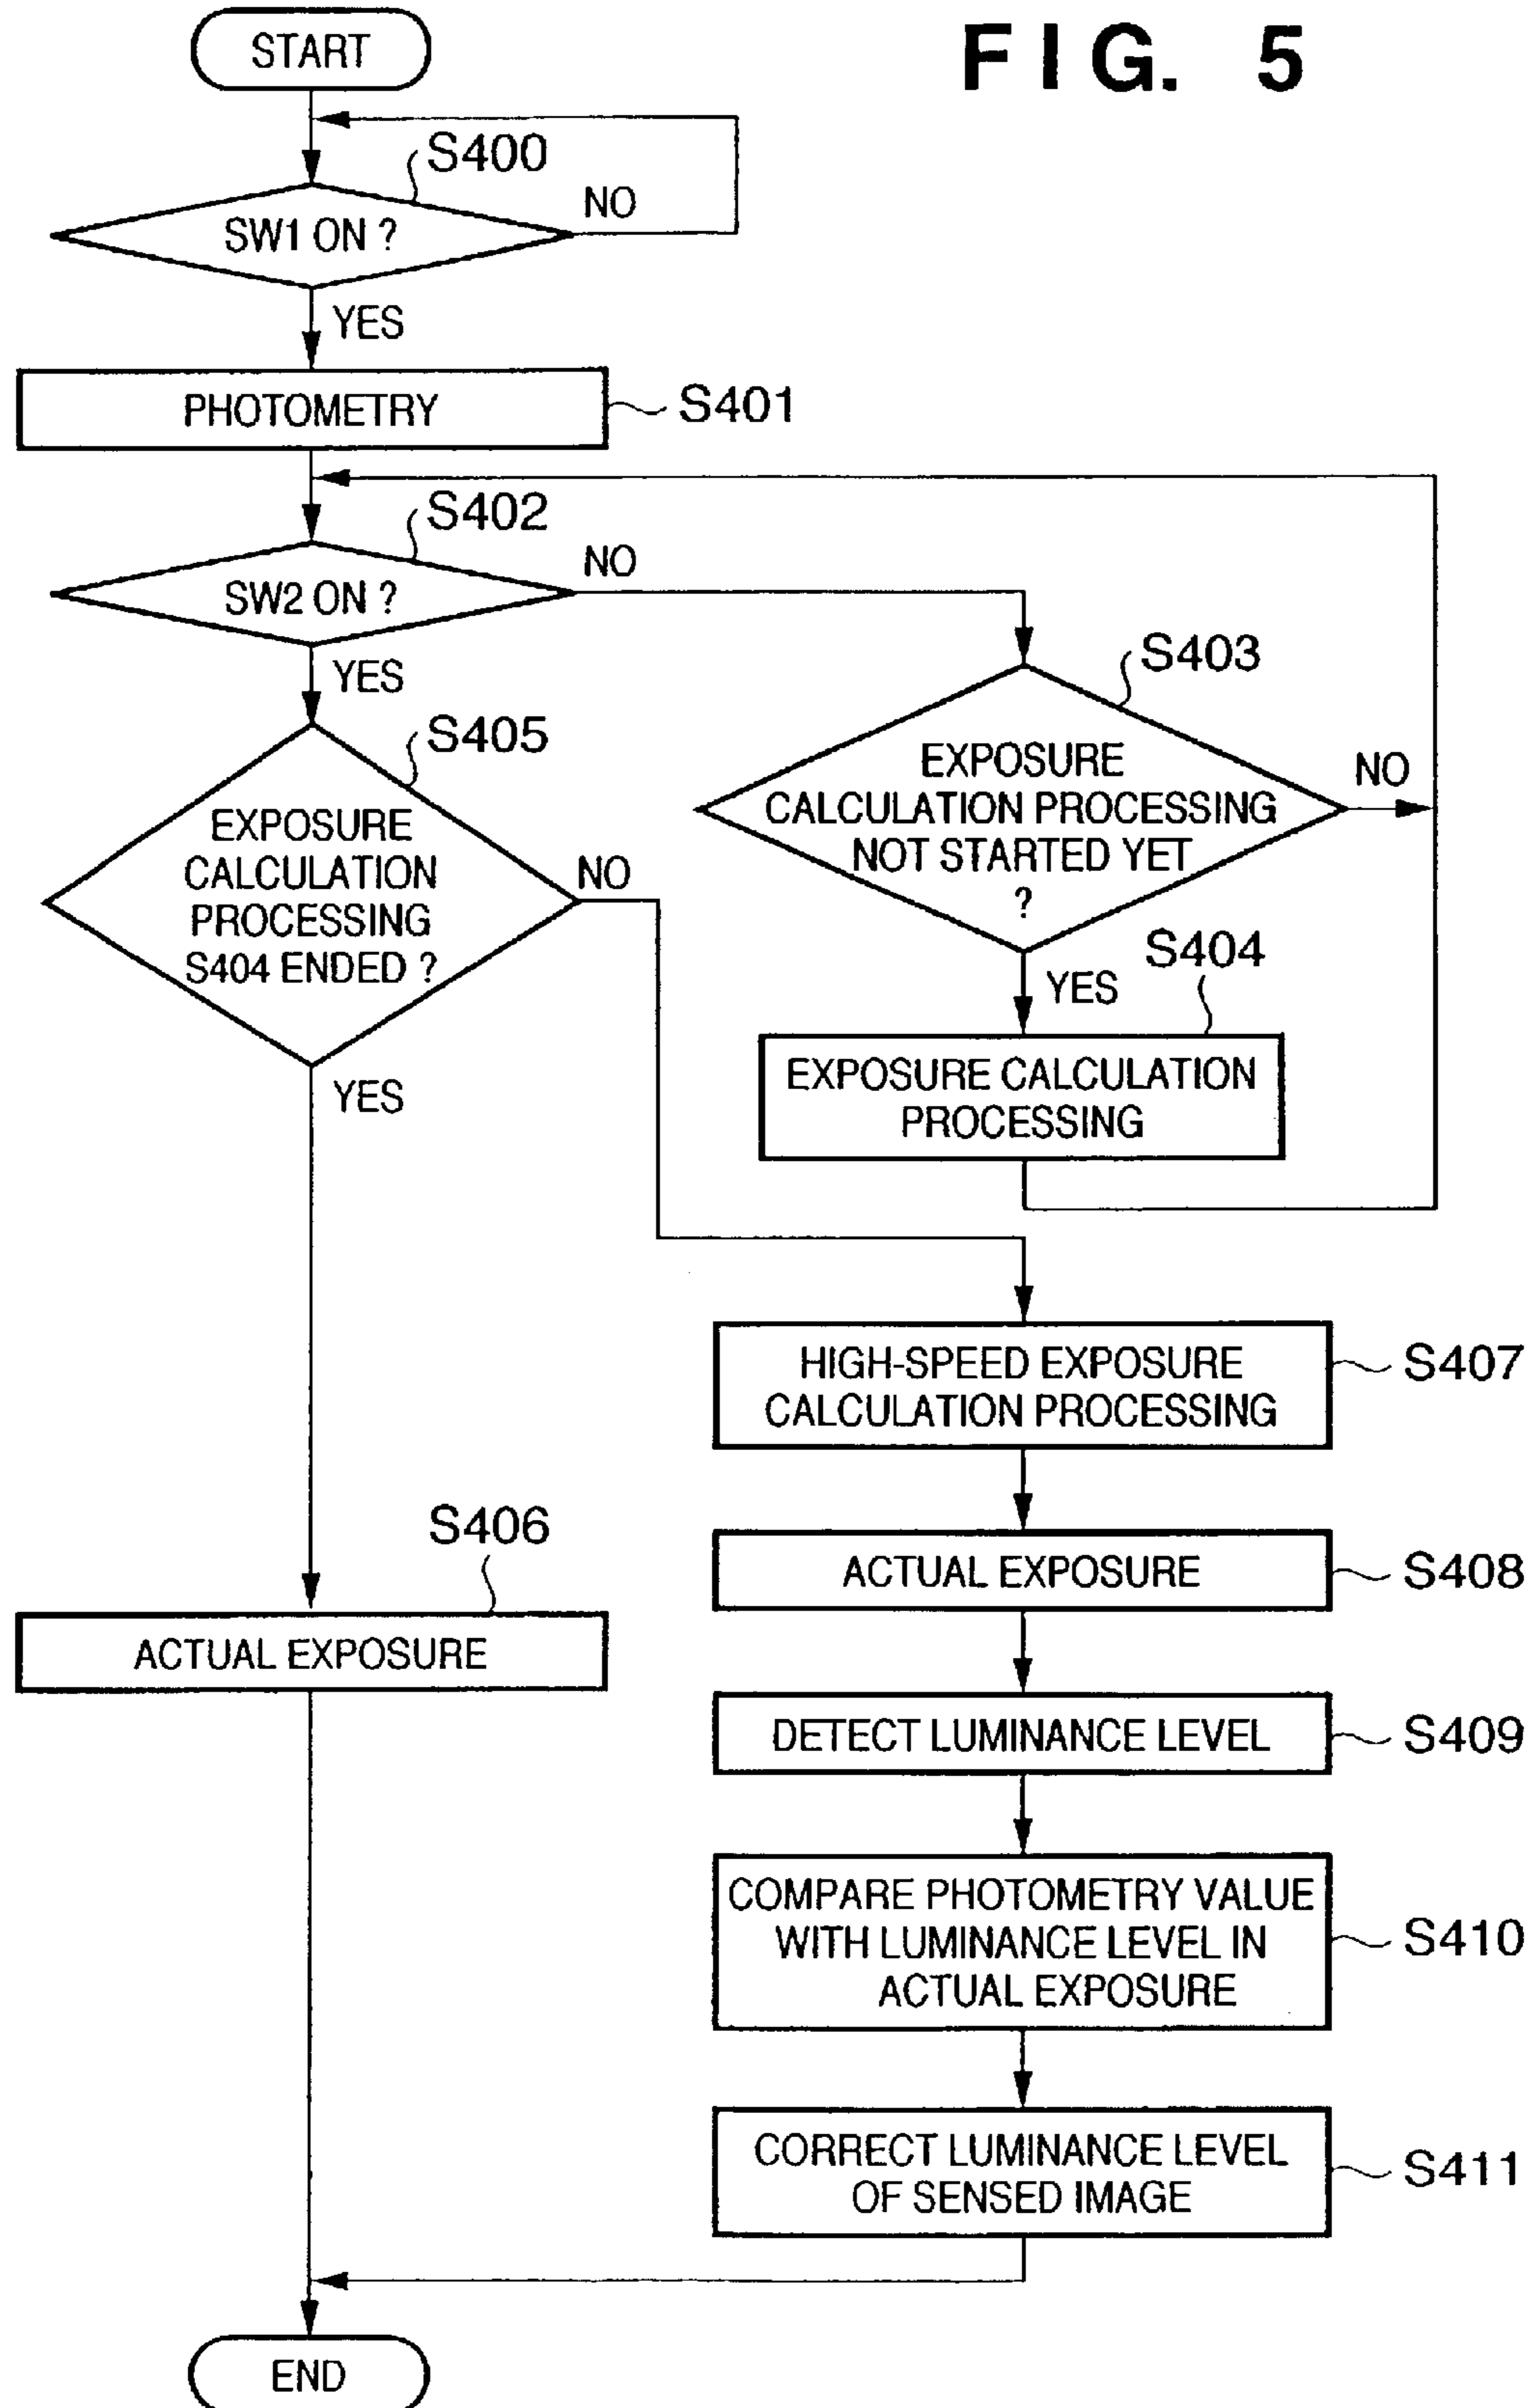 FIG. 5
START
S400
SW1 ON ?
NO
YES
PHOTOMETRY
S401
S402
SW2 ON ?
NO
YES
S403
EXPOSURE
CALCULATION PROCESSING
NOT STARTED YET
?
NO
YES
S404
EXPOSURE CALCULATION
PROCESSING
S405
EXPOSURE
CALCULATION
PROCESSING
S404 ENDED ?
NO
YES
S406
ACTUAL EXPOSURE
HIGH-SPEED EXPOSURE
CALCULATION PROCESSING
S407
ACTUAL EXPOSURE
S408
DETECT LUMINANCE LEVEL
S409
COMPARE PHOTOMETRY VALUE
WITH LUMINANCE LEVEL IN
ACTUAL EXPOSURE
S410
CORRECT LUMINANCE LEVEL
OF SENSED IMAGE
S411
END